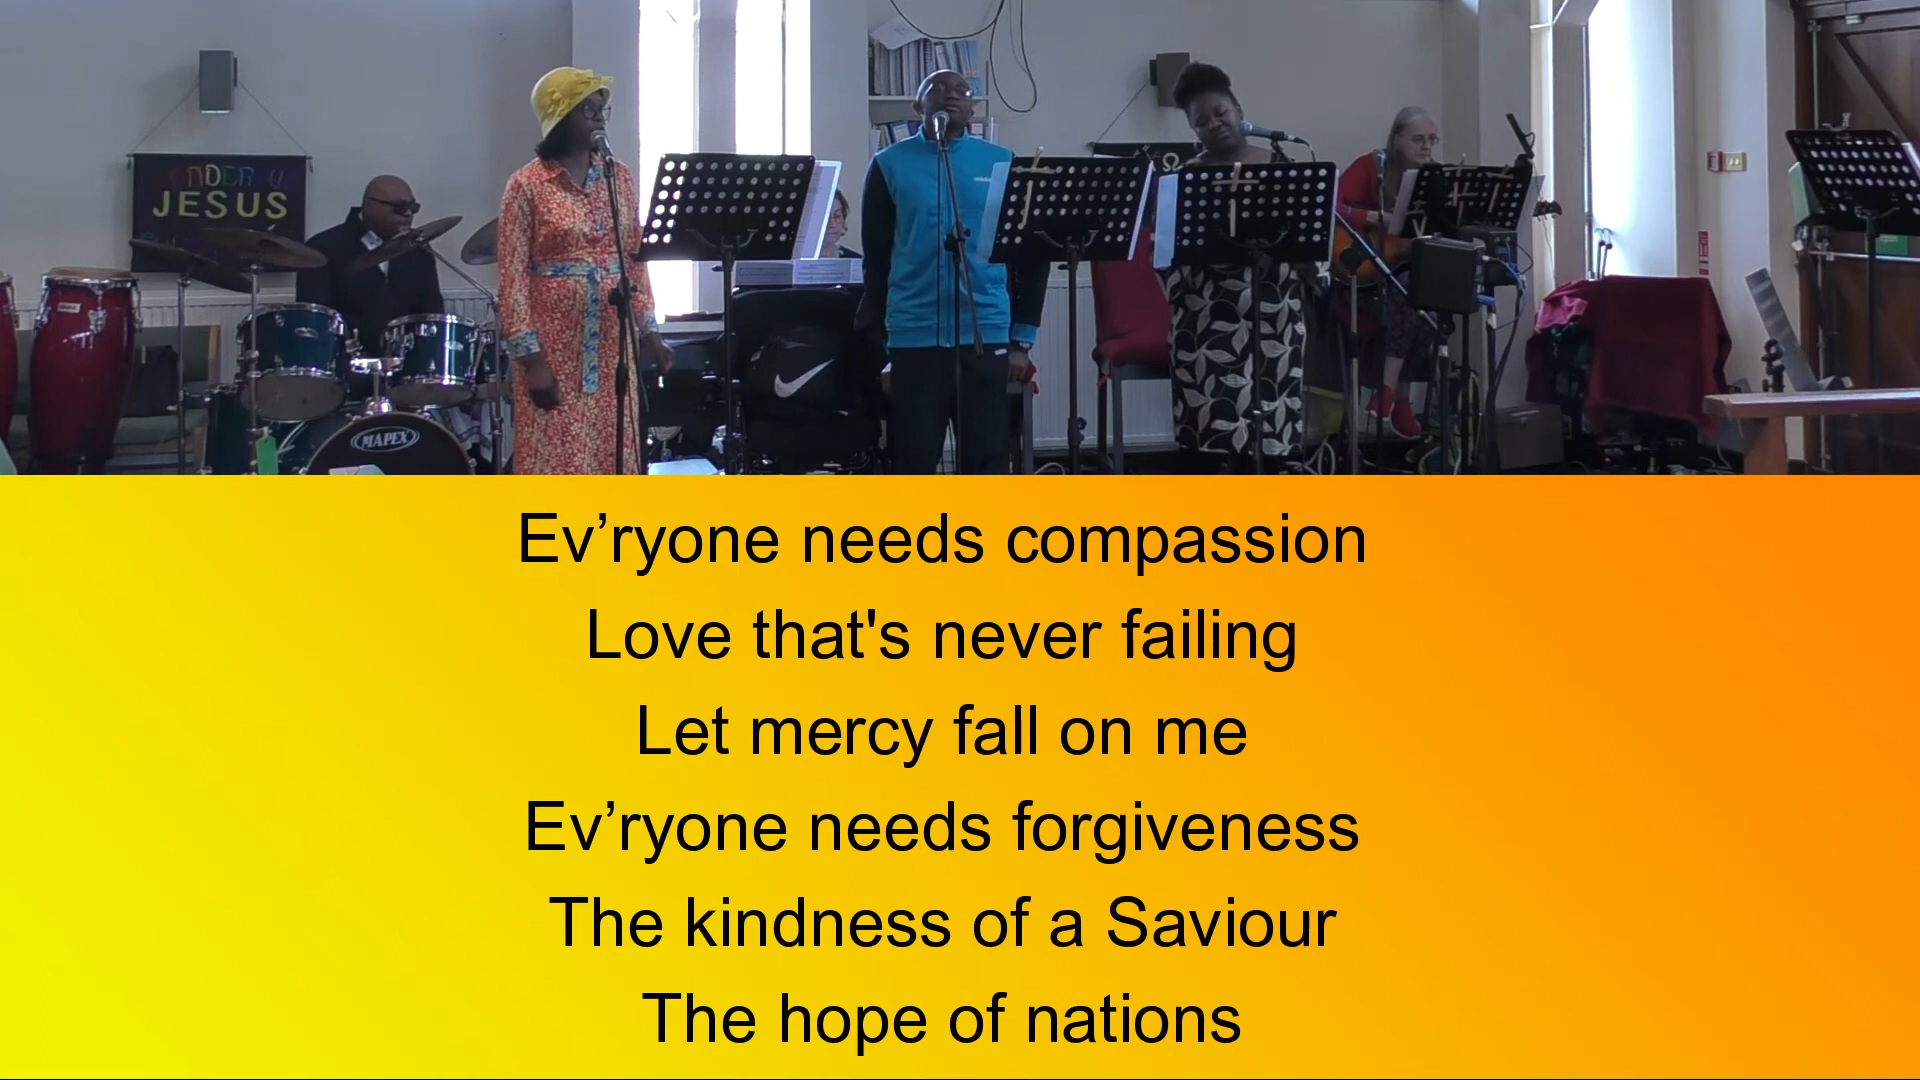 UNDER
JESUS
MAPEX
Ev’ryone needs compassion
Love that's never failing
Let mercy fall on me
Ev’ryone needs forgiveness
The kindness of a Saviour
The hope of nations